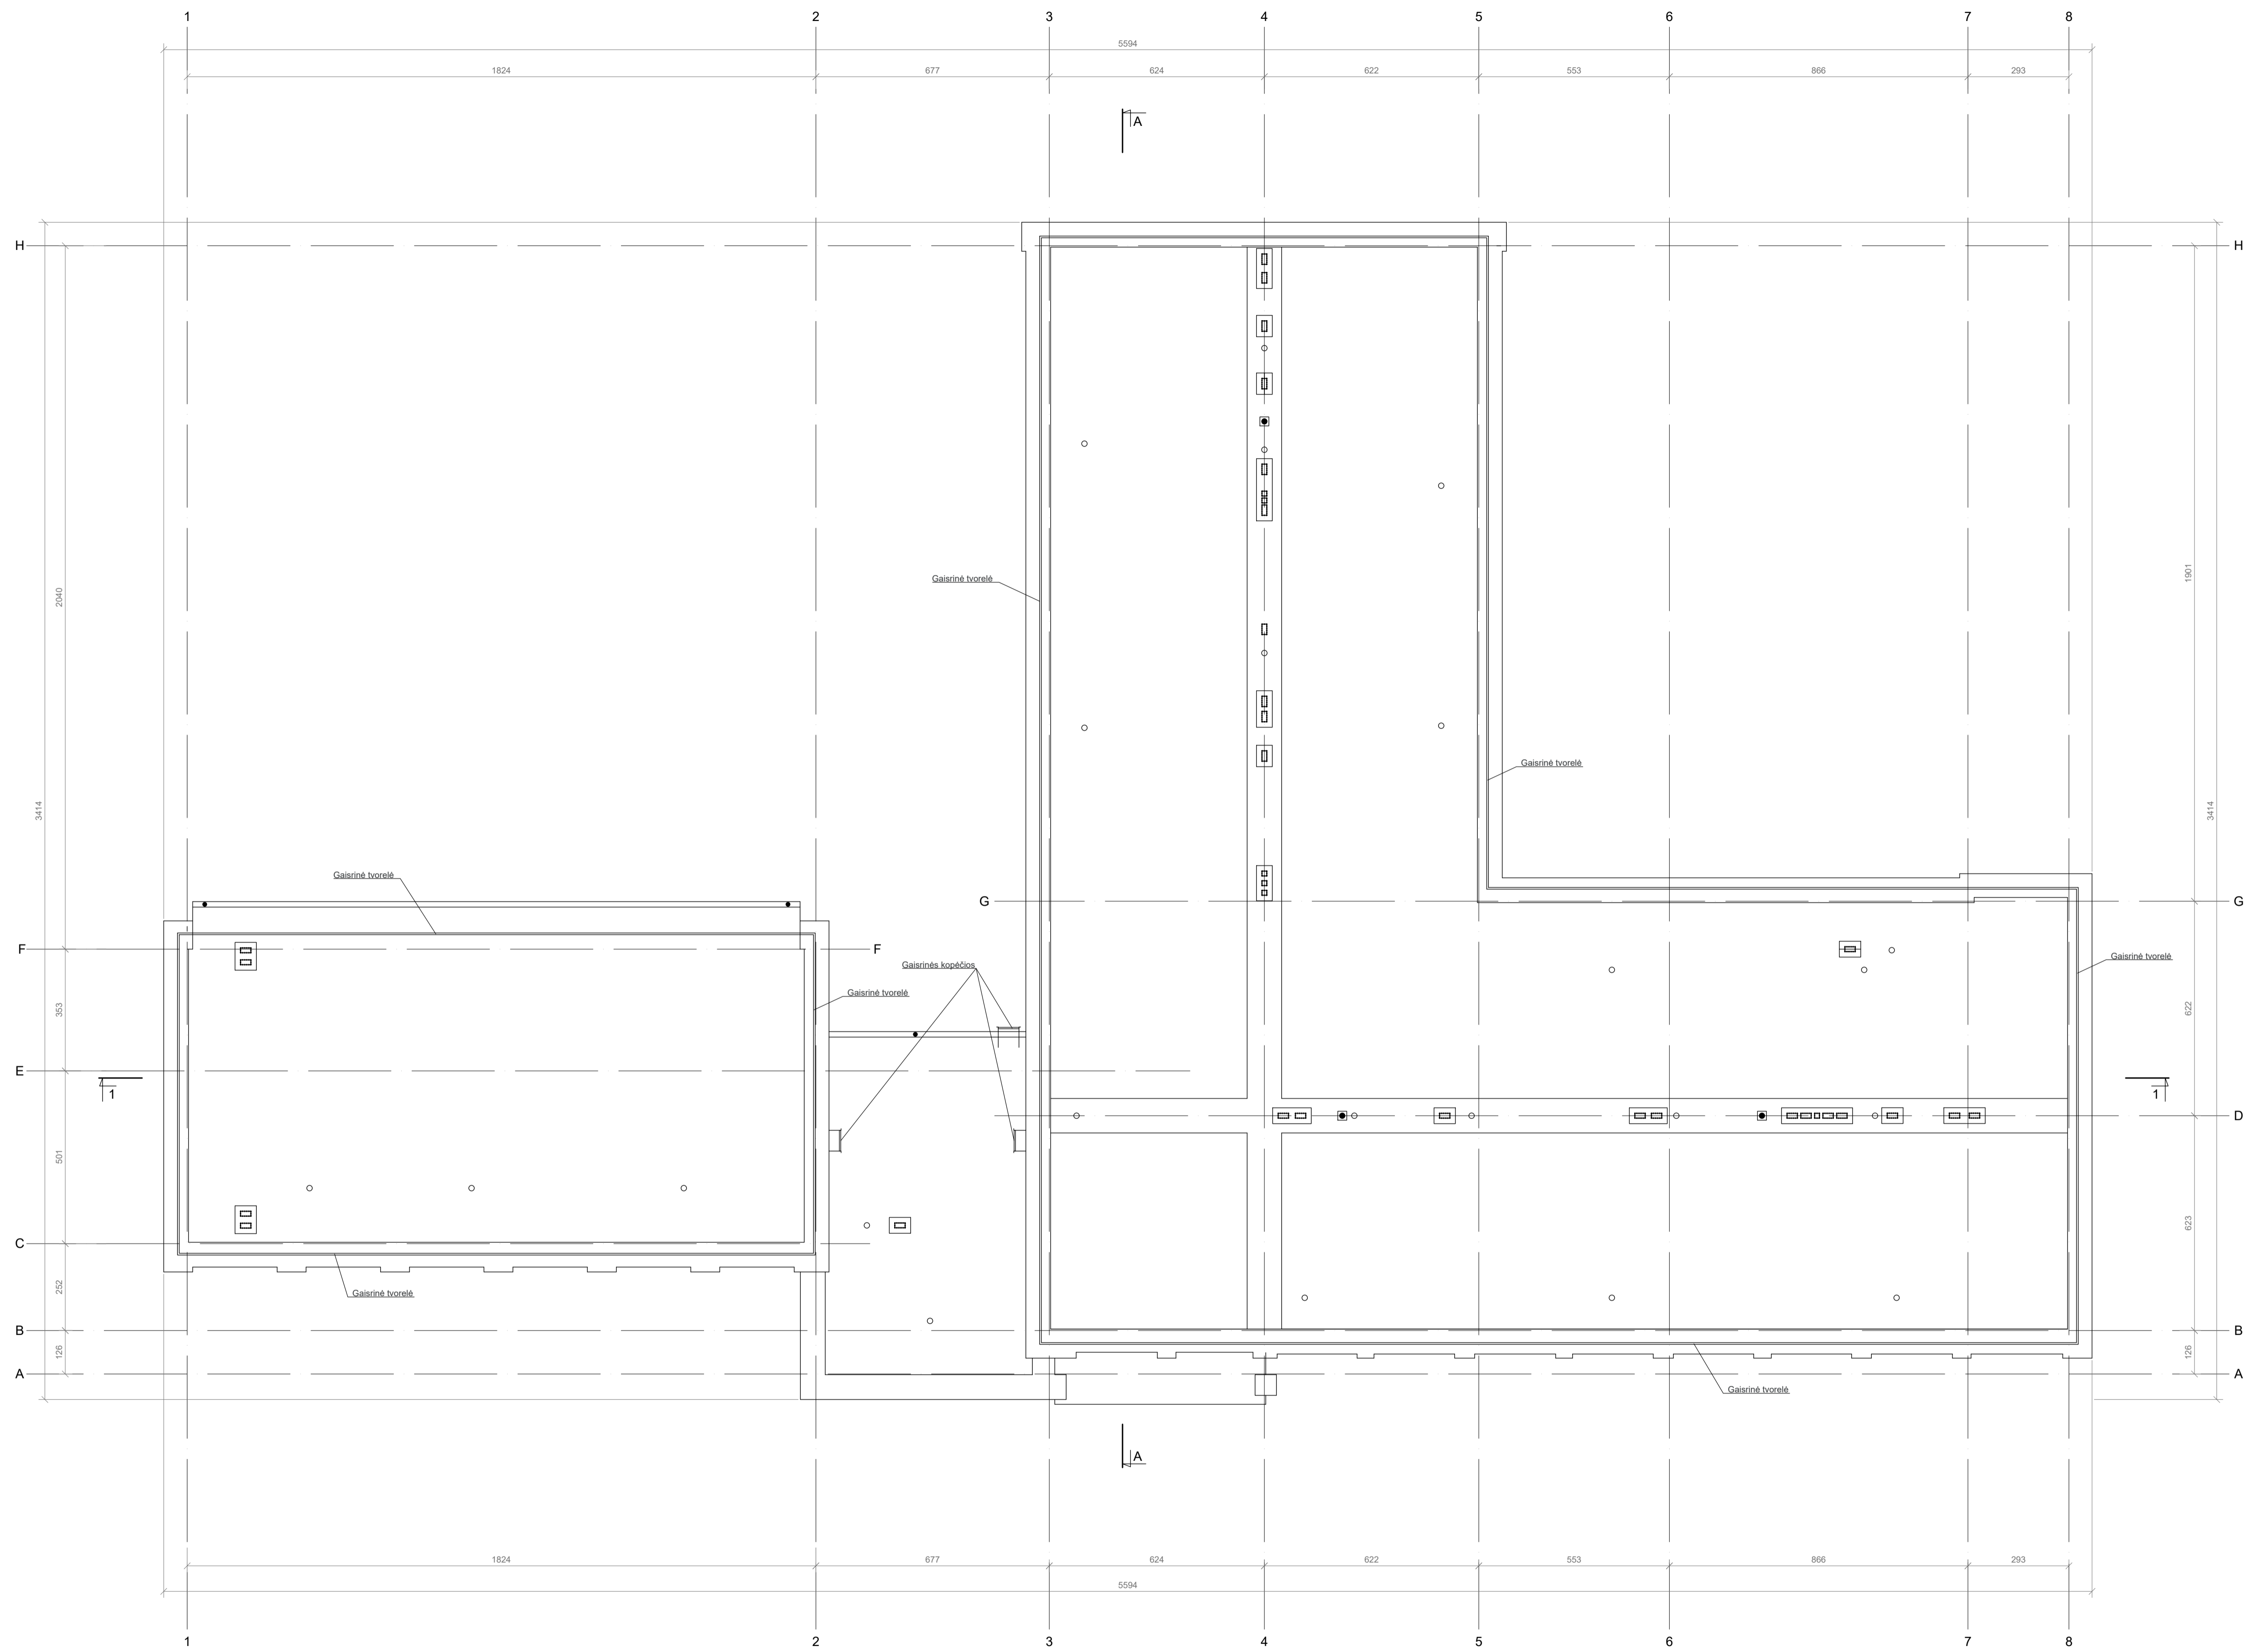 1 2 3 4 5 6 7 8
5594
1824 677 624 622 553 866 293
A
H H
Gaisrinė tvorelė
2040 1901
Gaisrinė tvorelė
3414 3414
Gaisrinė tvorelė
G G
F F
Gaisrinė tvorelė
Gaisrinės kopėčios
Gaisrinė tvorelė
353 622
E
1 1
D
501
623
C
252
Gaisrinė tvorelė
B B
126 126
A A
Gaisrinė tvorelė
A
1824 677 624 622 553 866 293
5594
1 2 3 4 5 6 7 8